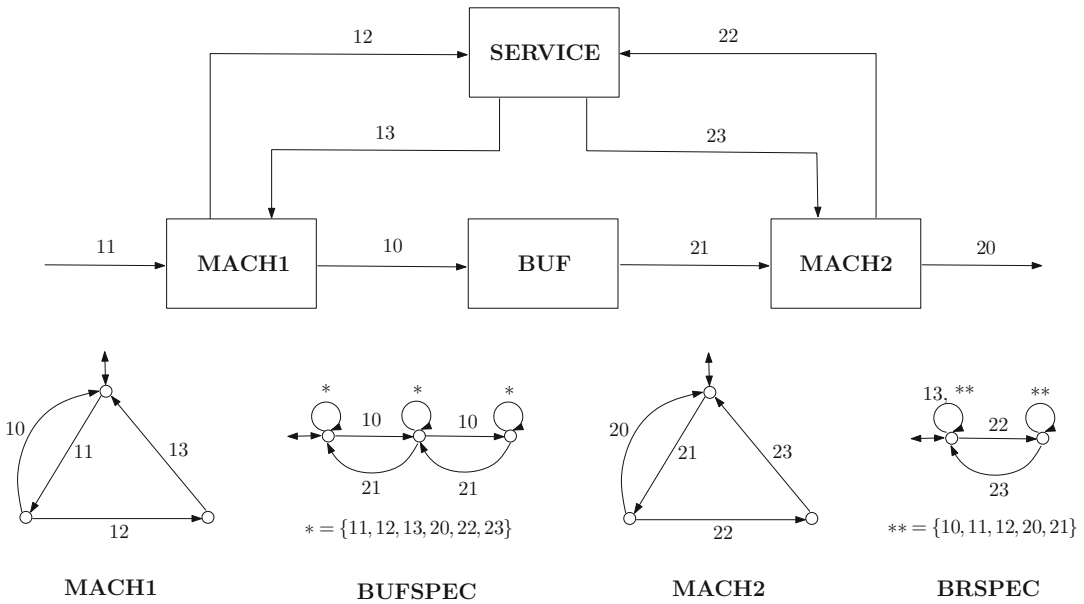 12
SERVICE
22
13
23
11
MACH1
10
BUF
21
MACH2
20
10
11
13
12
*
*
*
10
10
21
21
* = {11, 12, 13, 20, 22, 23}
20
21
23
22
13, **
**
22
23
** = {10, 11, 12, 20, 21}
MACH1
BUFSPEC
MACH2
BRSPEC